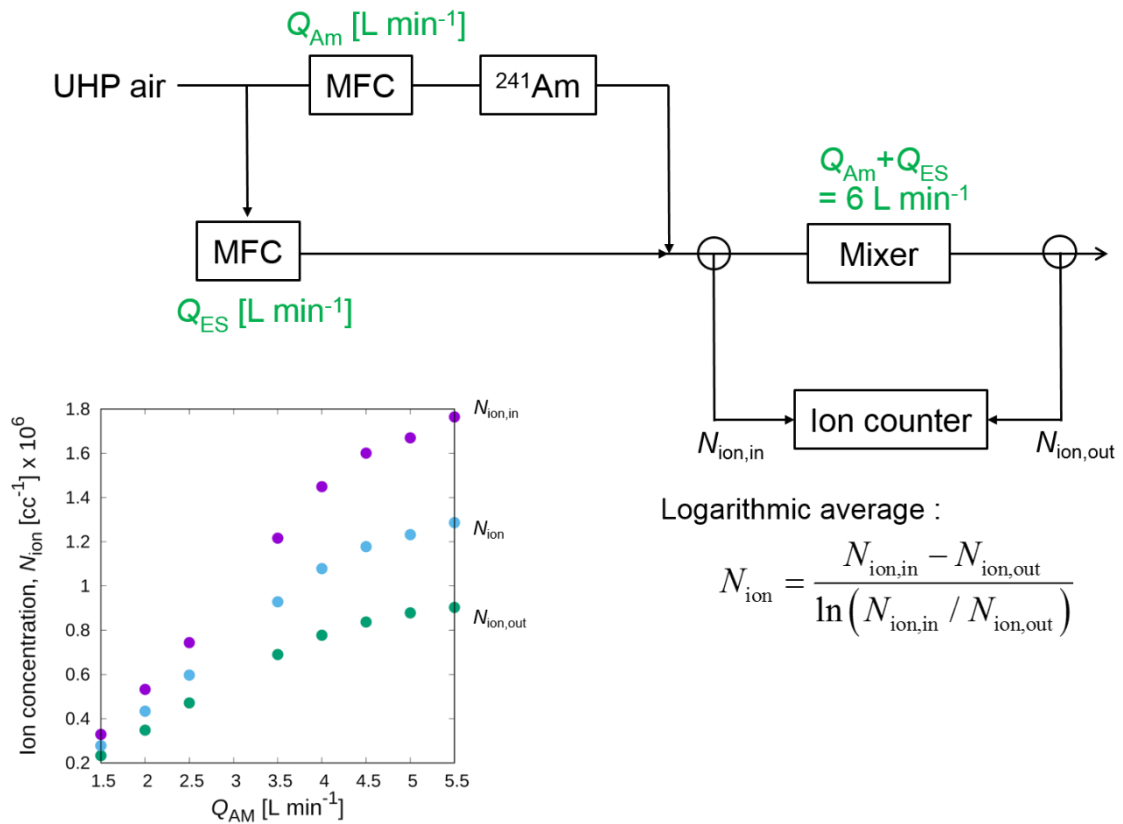 Q_Am [L min⁻¹]
UHP air
MFC
²⁴¹Am
Q_Am+Q_ES
= 6 L min⁻¹
MFC
Mixer
Q_ES [L min⁻¹]
Ion counter
N_ion,in
N_ion,out
Logarithmic average :
N_ion = (N_ion,in − N_ion,out) / ln(N_ion,in / N_ion,out)
Ion concentration, N_ion [cc⁻¹] x 10⁶
1.8
1.6
1.4
1.2
1
0.8
0.6
0.4
0.2
N_ion,in
N_ion
N_ion,out
1.5 2 2.5 3 3.5 4 4.5 5 5.5
Q_AM [L min⁻¹]